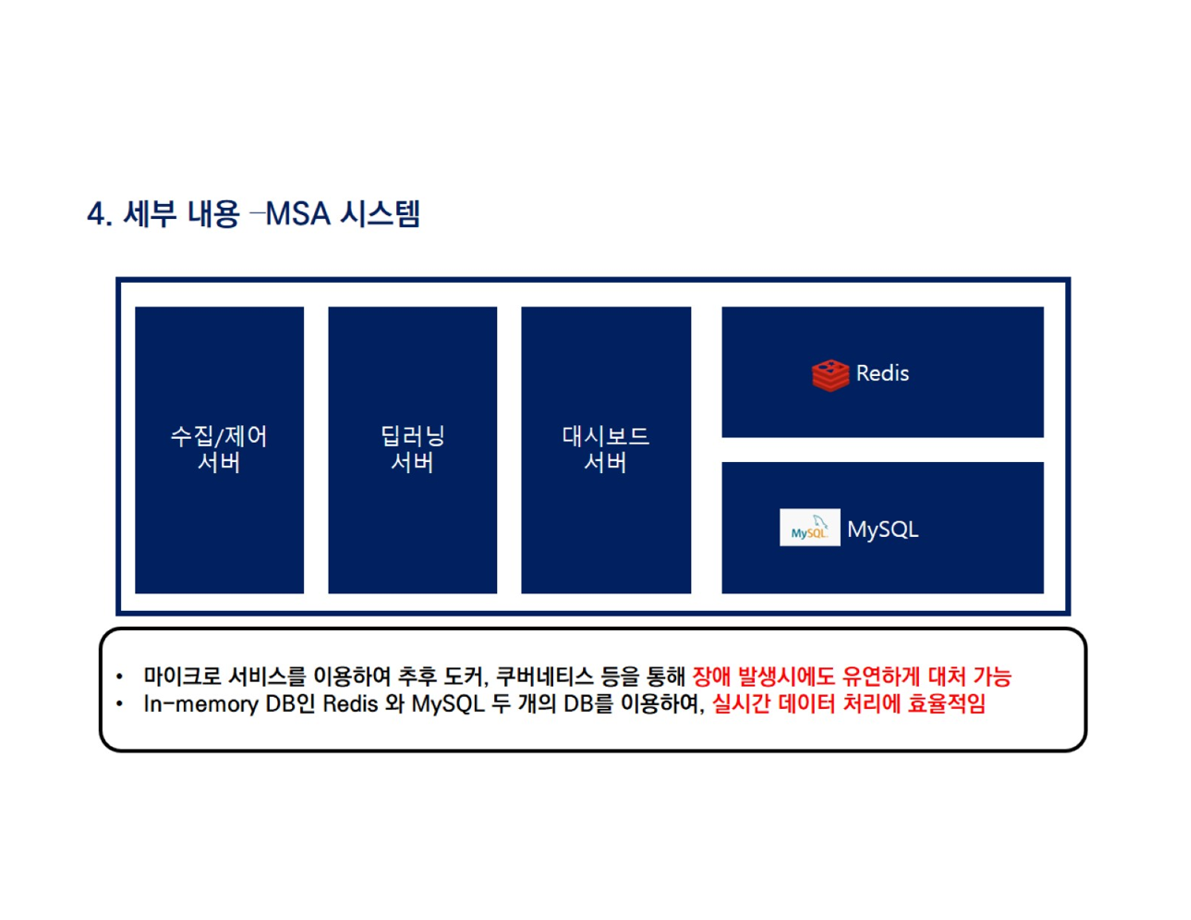 4. 세부 내용 –MSA 시스템
수집/제어
서버
딥러닝
서버
대시보드
서버
Redis
MySQL MySQL
• 마이크로 서비스를 이용하여 추후 도커, 쿠버네티스 등을 통해 장애 발생시에도 유연하게 대처 가능
• In-memory DB인 Redis 와 MySQL 두 개의 DB를 이용하여, 실시간 데이터 처리에 효율적임